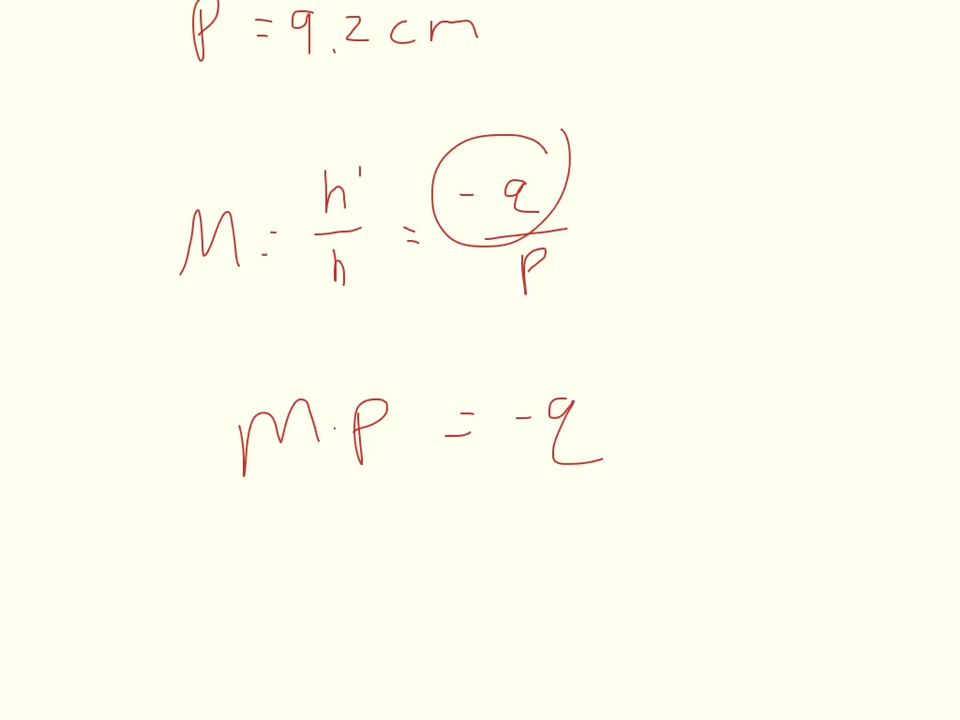 P = 9.2 cm
M = h'/h = -q/p
M · P = -q